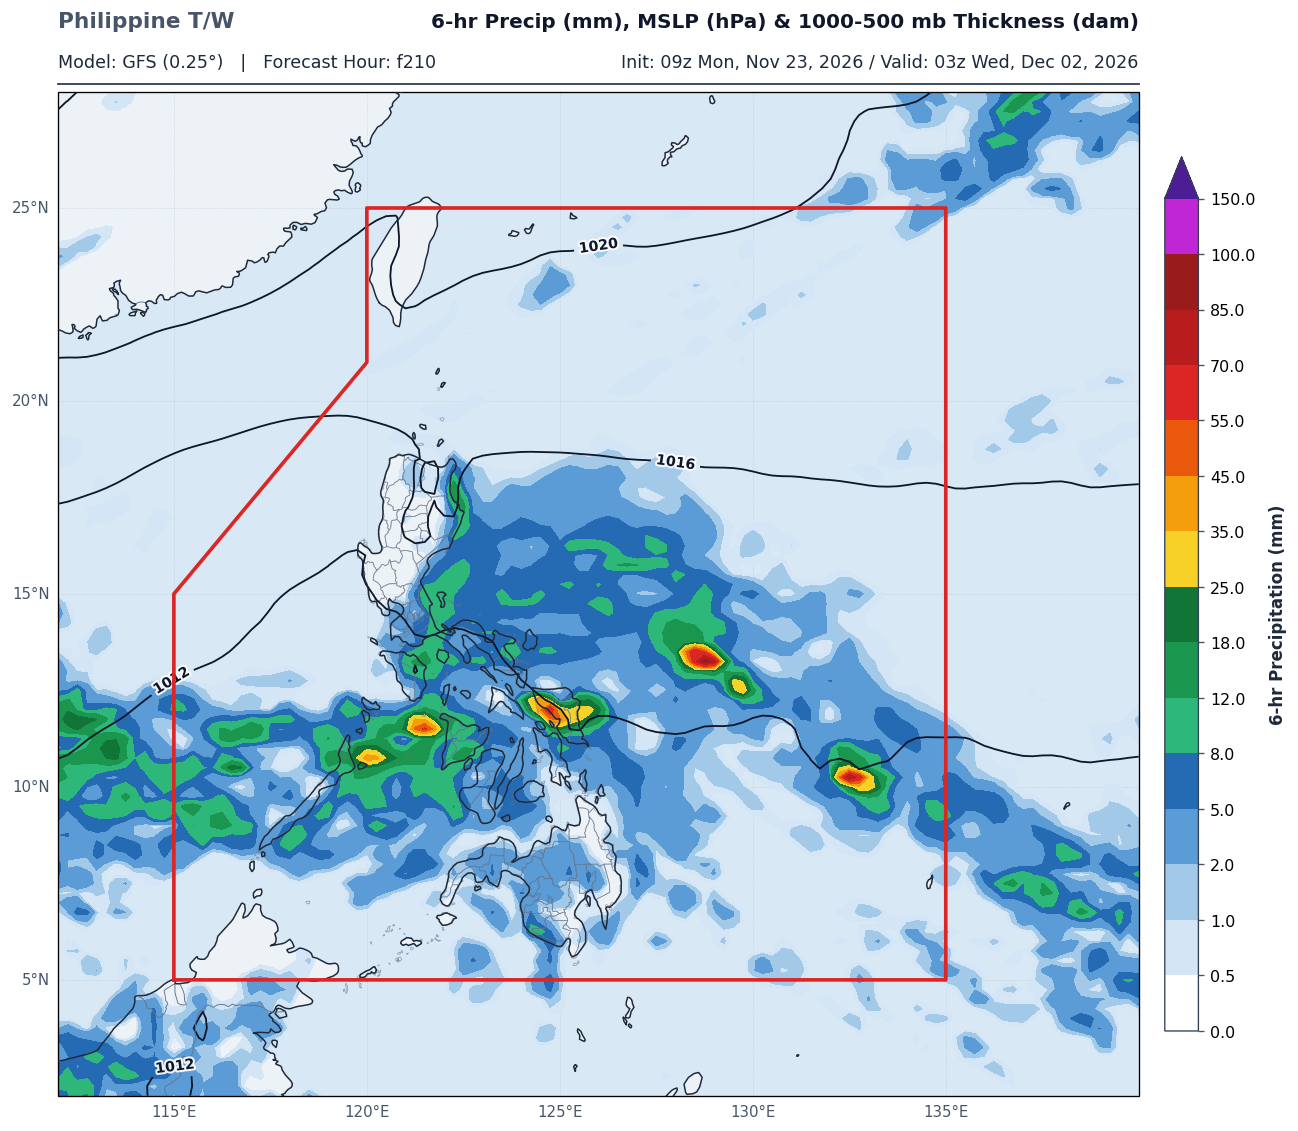 Philippine T/W
6-hr Precip (mm), MSLP (hPa) & 1000-500 mb Thickness (dam)
Model: GFS (0.25°) | Forecast Hour: f210
Init: 09z Mon, Nov 23, 2026 / Valid: 03z Wed, Dec 02, 2026
25°N
20°N
15°N
10°N
5°N
1020
1016
1012
1012
115°E
120°E
125°E
130°E
135°E
150.0
100.0
85.0
70.0
55.0
45.0
35.0
25.0
18.0
12.0
8.0
5.0
2.0
1.0
0.5
0.0
6-hr Precipitation (mm)